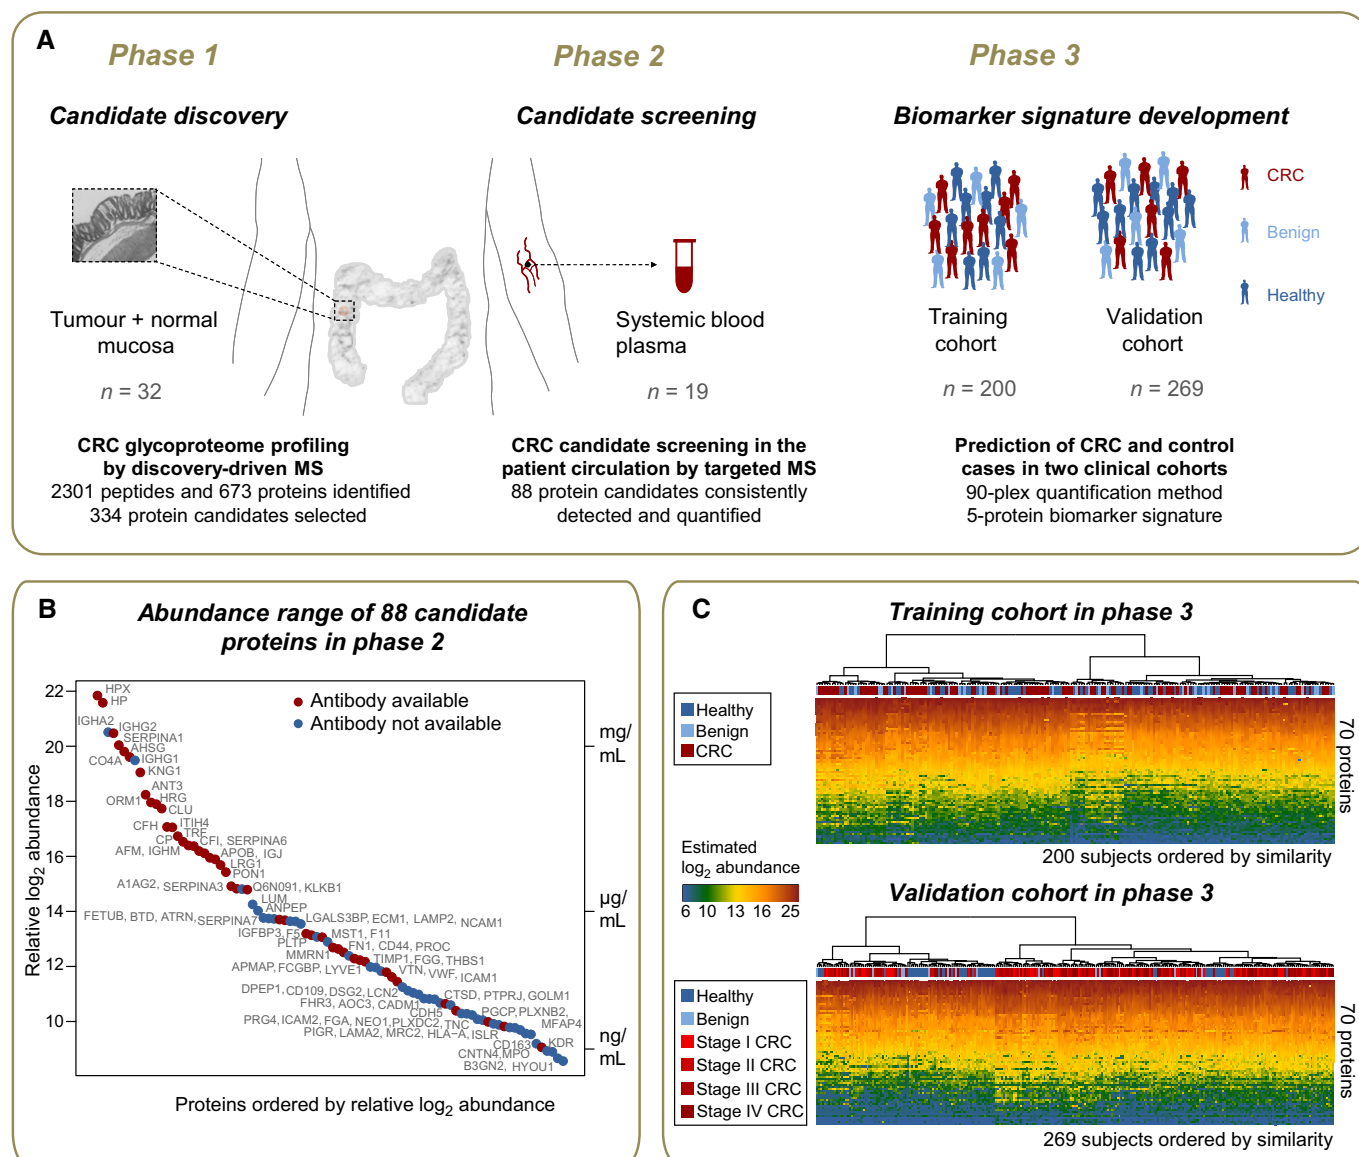 A
Phase 1
Phase 2
Phase 3
Candidate discovery
Candidate screening
Biomarker signature development
CRC
Benign
Healthy
Tumour + normal
mucosa
n = 32
Systemic blood
plasma
n = 19
Training
cohort
n = 200
Validation
cohort
n = 269
CRC glycoproteome profiling
by discovery-driven MS
2301 peptides and 673 proteins identified
334 protein candidates selected
CRC candidate screening in the
patient circulation by targeted MS
88 protein candidates consistently
detected and quantified
Prediction of CRC and control
cases in two clinical cohorts
90-plex quantification method
5-protein biomarker signature
B
Abundance range of 88 candidate
proteins in phase 2
Relative log2 abundance
22
20
18
16
14
12
10
Antibody available
Antibody not available
mg/
mL
µg/
mL
ng/
mL
HPX
HP
IGHA2
IGHG2
SERPINA1
AHSG
CO4A
IGHG1
KNG1
ANT3
ORM1
HRG
CLU
CFH
ITIH4
TRF
CP
CFI, SERPINA6
AFM, IGHM
APOB, IGJ
LRG1
PON1
A1AG2, SERPINA3
Q6N091, KLKB1
LUM
ANPEP
FETUB, BTD, ATRN, SERPINA7
LGALS3BP, ECM1, LAMP2, NCAM1
IGFBP3, F5
MST1, F11
PLTP
FN1, CD44, PROC
MMRN1
TIMP1, FGG, THBS1
APMAP, FCGBP, LYVE1
VTN, VWF, ICAM1
DPEP1, CD109, DSG2, LCN2
CTSD, PTPRJ, GOLM1
FHR3, AOC3, CADM1
CDH5
PGCP, PLXNB2,
MFAP4
PRG4, ICAM2, FGA, NEO1, PLXDC2, TNC
PIGR, LAMA2, MRC2, HLA-A, ISLR
CD163
KDR
CNTN4, MPO
B3GN2, HYOU1
Proteins ordered by relative log2 abundance
C
Training cohort in phase 3
Healthy
Benign
CRC
70 proteins
200 subjects ordered by similarity
Estimated
log2 abundance
6 10 13 16 25
Validation cohort in phase 3
Healthy
Benign
Stage I CRC
Stage II CRC
Stage III CRC
Stage IV CRC
70 proteins
269 subjects ordered by similarity